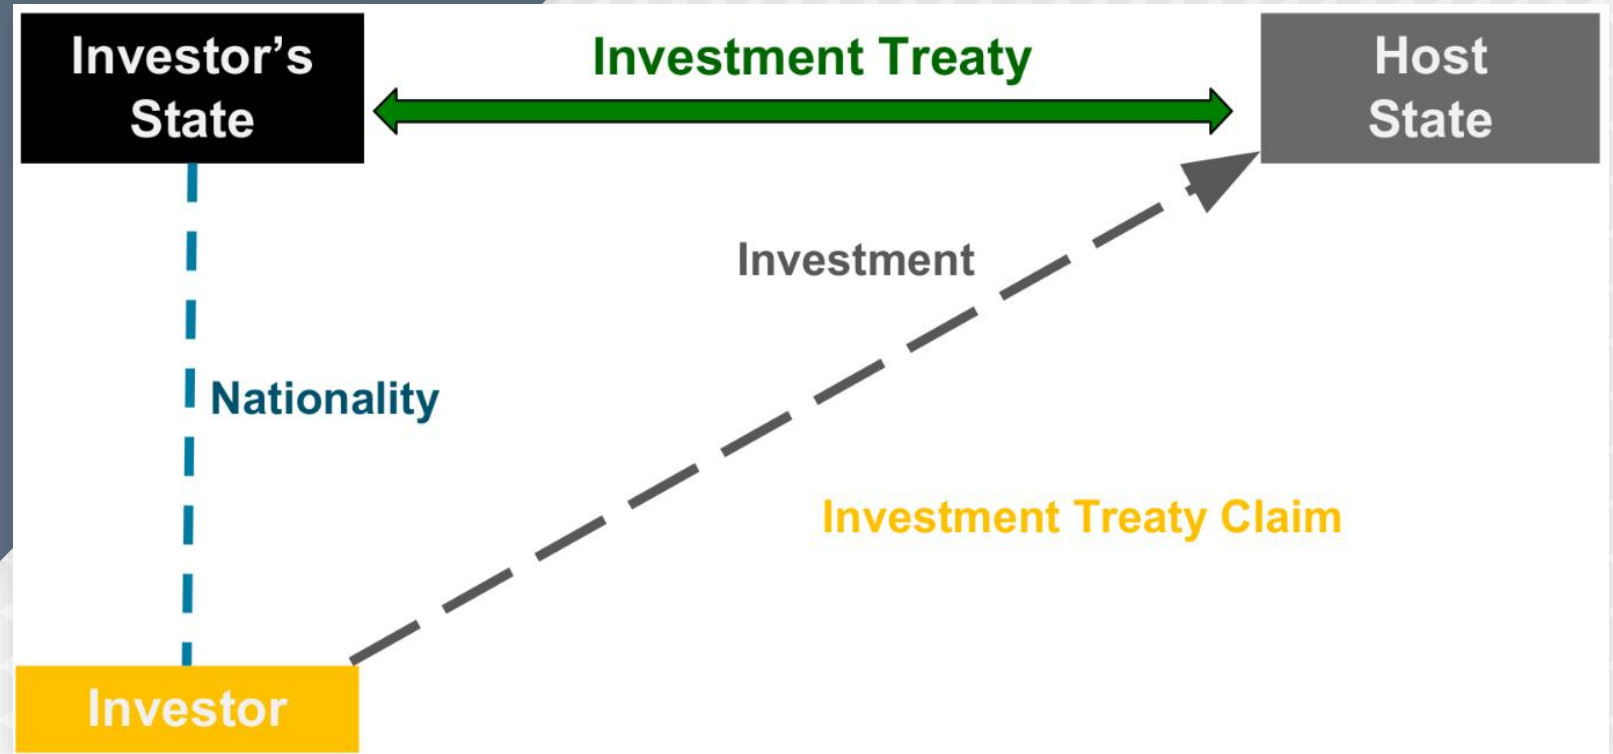 Investor’s
State
Investment Treaty
Host
State
Investment
Nationality
Investment Treaty Claim
Investor